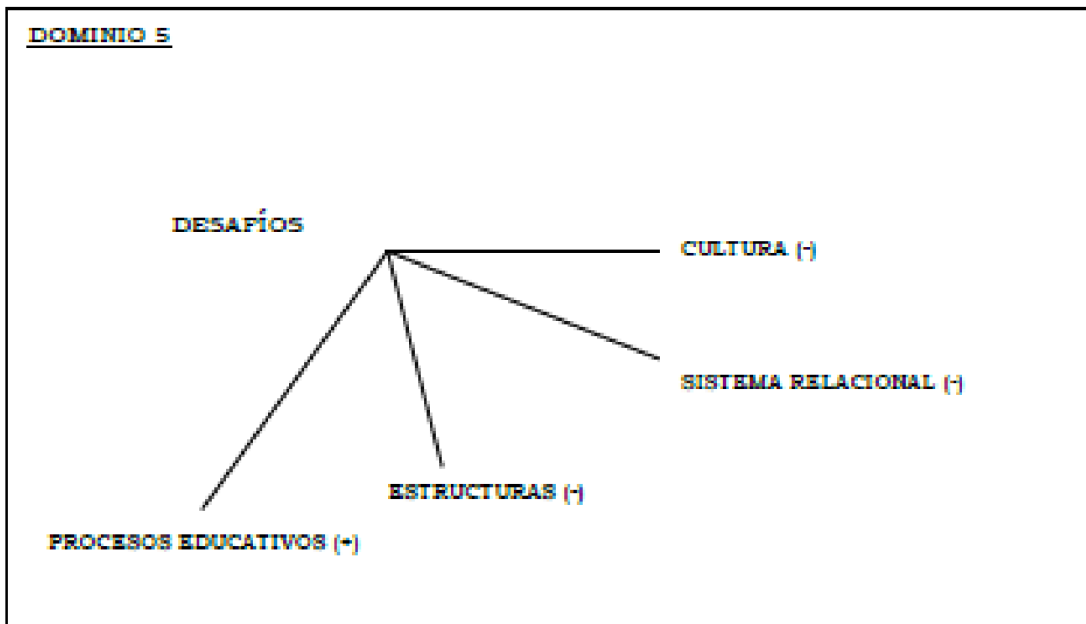 DOMINIO 5
DESAFÍOS
CULTURA (-)
SISTEMA RELACIONAL (-)
ESTRUCTURAS (-)
PROCESOS EDUCATIVOS (+)